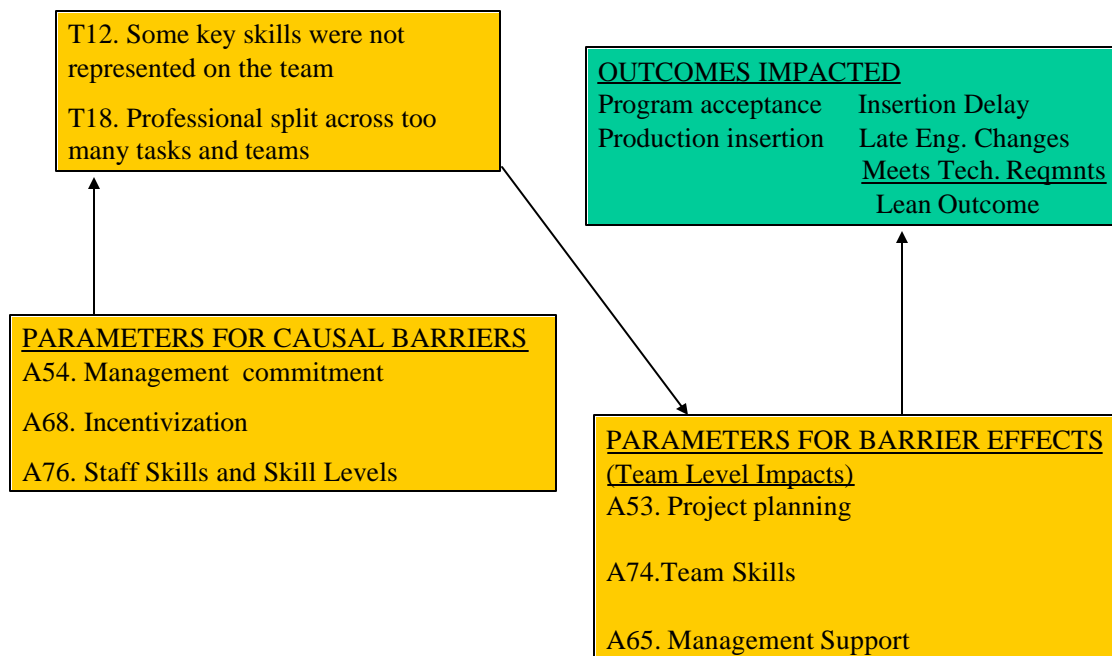 T12. Some key skills were not
represented on the team
T18. Professional split across too
many tasks and teams
OUTCOMES IMPACTED
Program acceptance Insertion Delay
Production insertion Late Eng. Changes
Meets Tech. Reqmnts
Lean Outcome
PARAMETERS FOR CAUSAL BARRIERS
A54. Management commitment
A68. Incentivization
A76. Staff Skills and Skill Levels
PARAMETERS FOR BARRIER EFFECTS
(Team Level Impacts)
A53. Project planning
A74.Team Skills
A65. Management Support